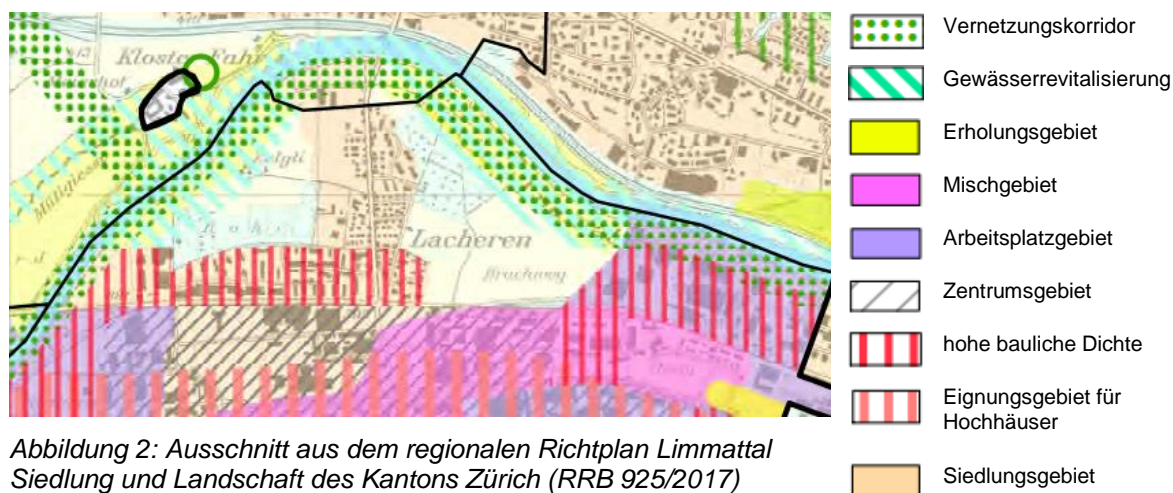 Kloster Fahr
Lacheren
Vernetzungskorridor
Gewässerrevitalisierung
Erholungsgebiet
Mischgebiet
Arbeitsplatzgebiet
Zentrumsgebiet
hohe bauliche Dichte
Eignungsgebiet für
Hochhäuser
Siedlungsgebiet
Abbildung 2: Ausschnitt aus dem regionalen Richtplan Limmattal
Siedlung und Landschaft des Kantons Zürich (RRB 925/2017)